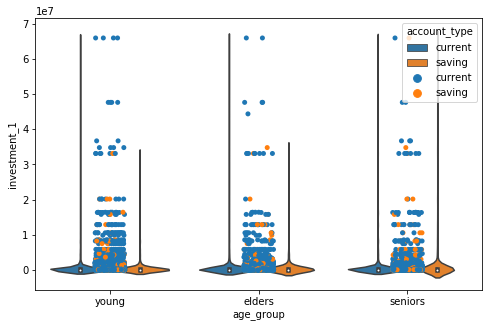 1e7
account_type
current
saving
current
saving
7
6
5
4
3
2
1
0
investment_1
young
elders
seniors
age_group